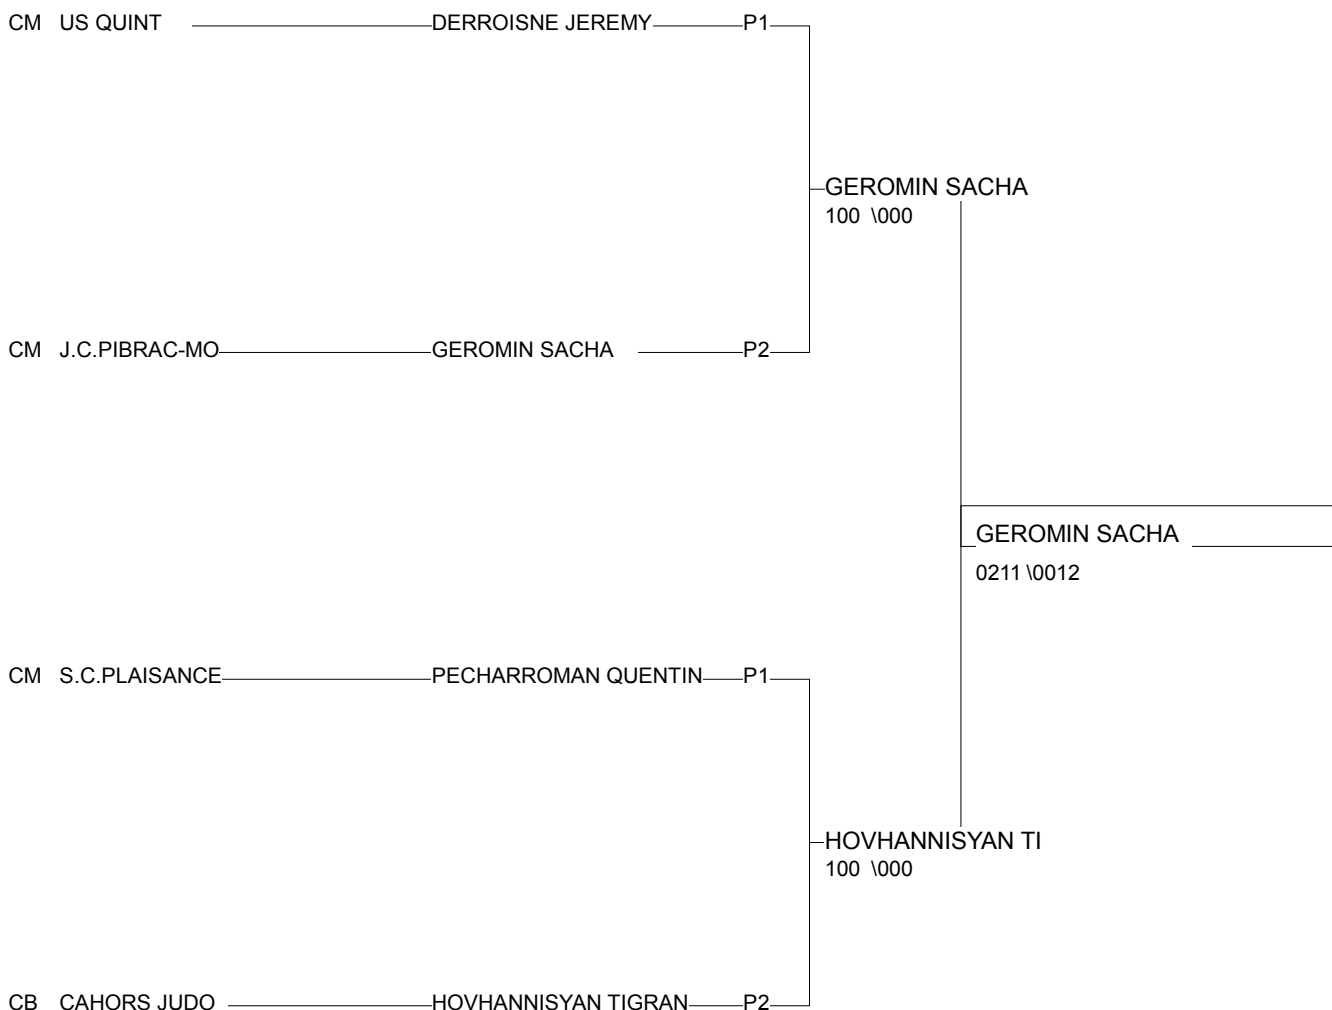 CM US QUINT DERROISNE JEREMY P1
GEROMIN SACHA
100 \000
CM J.C.PIBRAC-MO GEROMIN SACHA P2
GEROMIN SACHA
0211 \0012
CM S.C.PLAISANCE PECHARROMAN QUENTIN P1
HOVHANNISYAN TI
100 \000
CB CAHORS JUDO HOVHANNISYAN TIGRAN P2